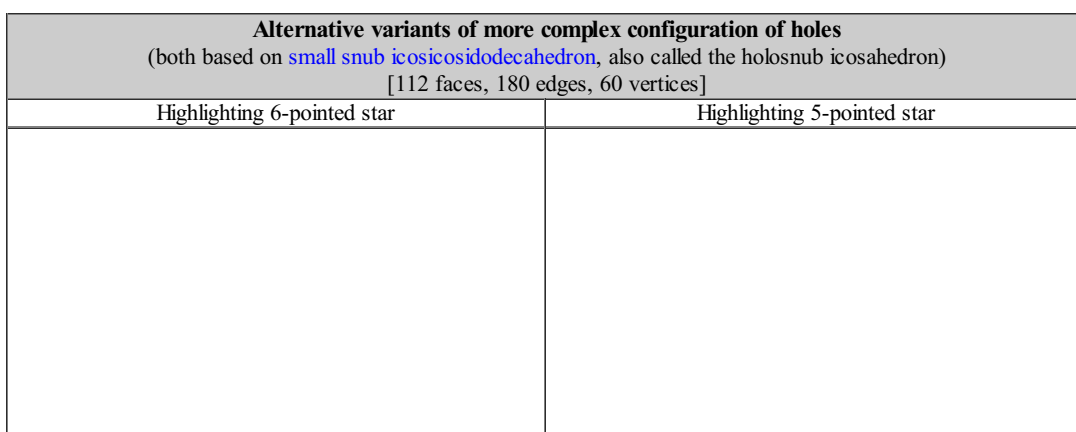 Alternative variants of more complex configuration of holes
(both based on small snub icosicosidodecahedron, also called the holosnub icosahedron)
[112 faces, 180 edges, 60 vertices]
Highlighting 6-pointed star
Highlighting 5-pointed star